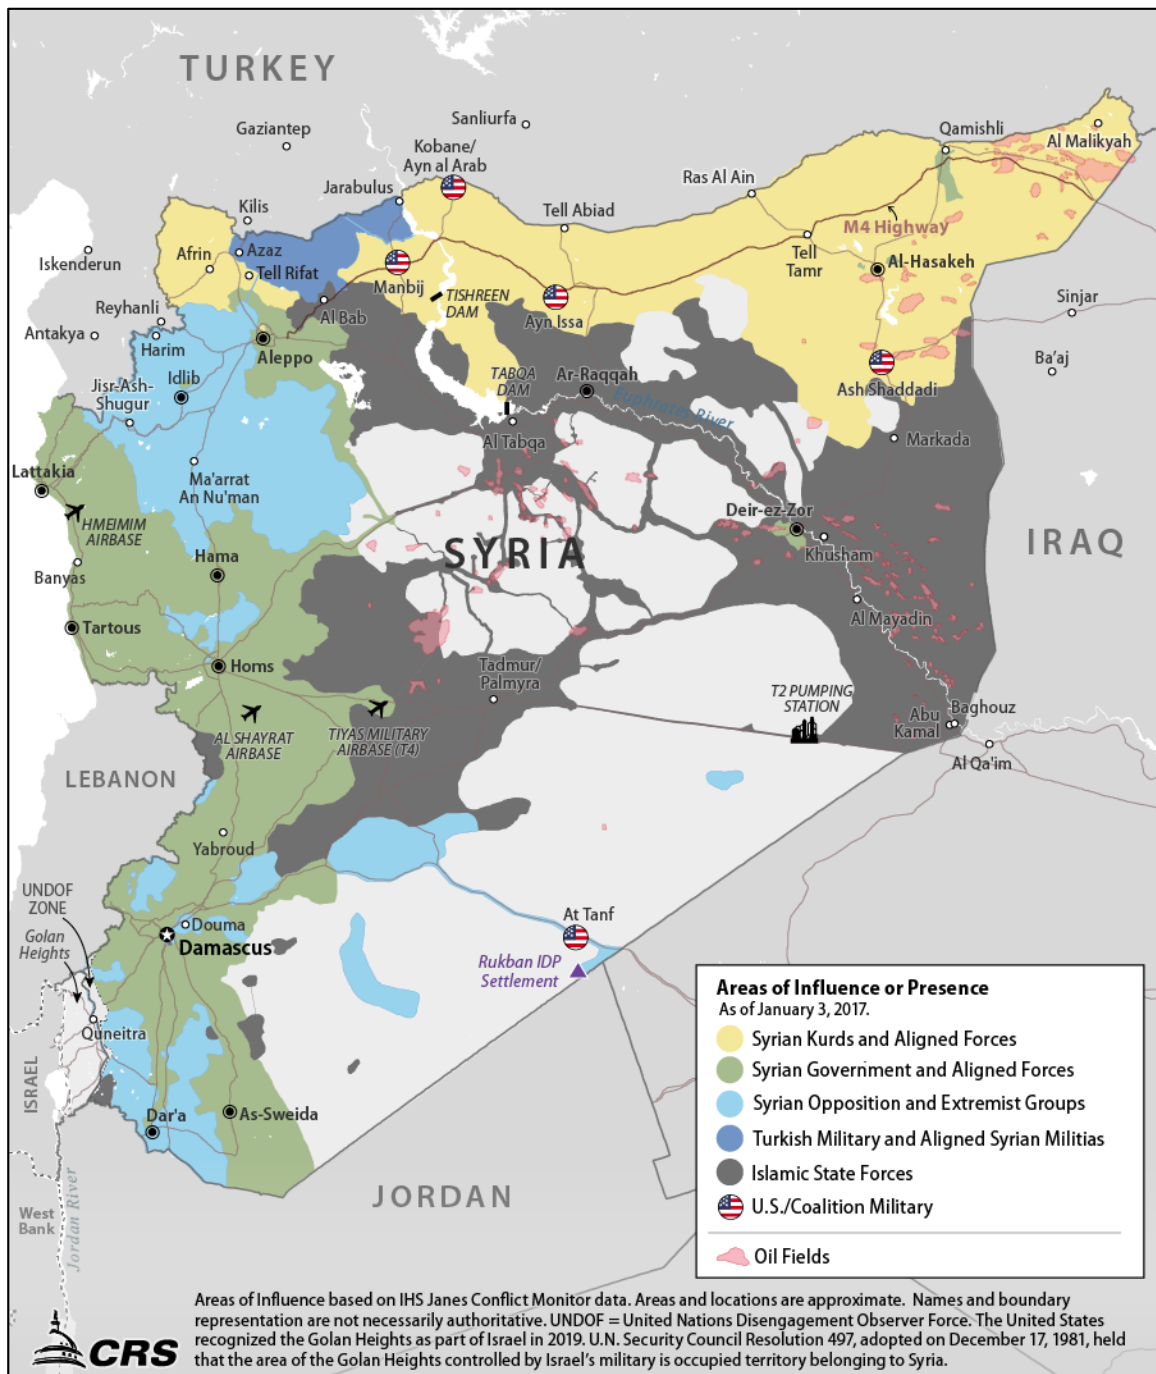 TURKEY
Gaziantep
Sanliurfa
Kobane/
Ayn al Arab
Qamishli
Al Malikyah
Jarabulus
Ras Al Ain
Kilis
Tell Abiad
M4 Highway
Afrin
Azaz
Iskenderun
Tell Rifat
Tell
Tamr
Al-Hasakeh
Manbij
TISHREEN
DAM
Ayn Issa
Sinjar
Reyhanli
Al Bab
Antakya
Harim
Aleppo
Ba'aj
Jisr-Ash-
Shugur
Idlib
TABQA
DAM
Ar-Raqqah
Ash Shaddadi
Euphrates River
Al Tabqa
Markada
Lattakia
Ma'arrat
An Nu'man
HMEIMIM
AIRBASE
Deir-ez-Zor
SYRIA
IRAQ
Khusham
Hama
Banyas
Al Mayadin
Tartous
Homs
Tadmur/
Palmyra
T2 PUMPING
STATION
Abu
Kamal
Baghouz
AL SHAYRAT
AIRBASE
TIYAS MILITARY
AIRBASE (T4)
Al Qa'im
LEBANON
Yabroud
UNDOF
ZONE
Golan
Heights
Douma
Damascus
At Tanf
Rukban IDP
Settlement
Quneitra
ISRAEL
Dar'a
As-Sweida
JORDAN
West
Bank
Jordan River
Areas of Influence or Presence
As of January 3, 2017.
Syrian Kurds and Aligned Forces
Syrian Government and Aligned Forces
Syrian Opposition and Extremist Groups
Turkish Military and Aligned Syrian Militias
Islamic State Forces
U.S./Coalition Military
Oil Fields
Areas of Influence based on IHS Janes Conflict Monitor data. Areas and locations are approximate. Names and boundary
representation are not necessarily authoritative. UNDOF = United Nations Disengagement Observer Force. The United States
recognized the Golan Heights as part of Israel in 2019. U.N. Security Council Resolution 497, adopted on December 17, 1981, held
that the area of the Golan Heights controlled by Israel's military is occupied territory belonging to Syria.
CRS